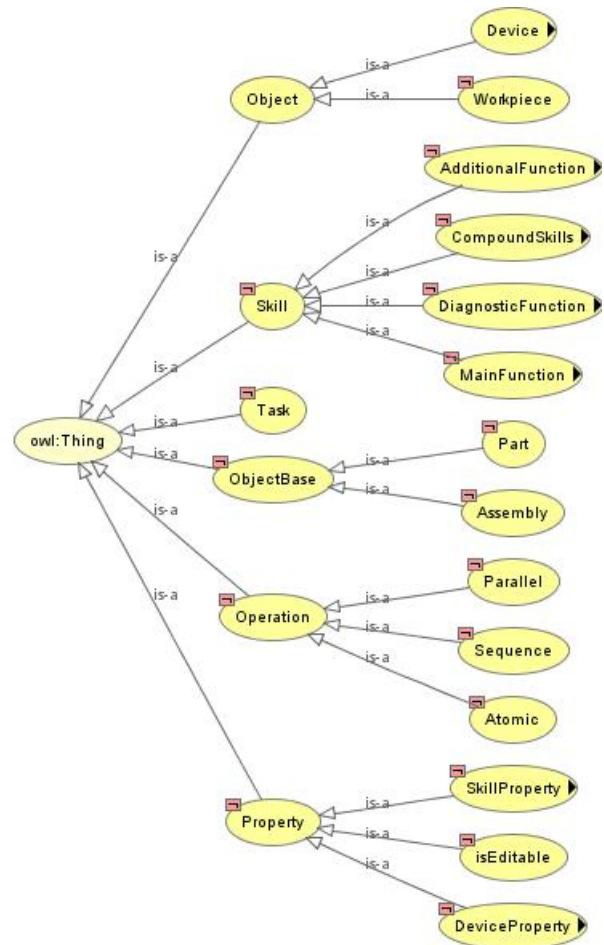 Device
is-a
Object
is-a
Workpiece
AdditionalFunction
is-a
is-a
CompoundSkills
is-a
Skill
is-a
DiagnosticFunction
is-a
is-a
MainFunction
Task
is-a
owl:Thing
is-a
Part
is-a
ObjectBase
is-a
Assembly
is-a
Parallel
is-a
is-a
Operation
is-a
Sequence
is-a
Atomic
SkillProperty
is-a
Property
is-a
isEditable
is-a
DeviceProperty